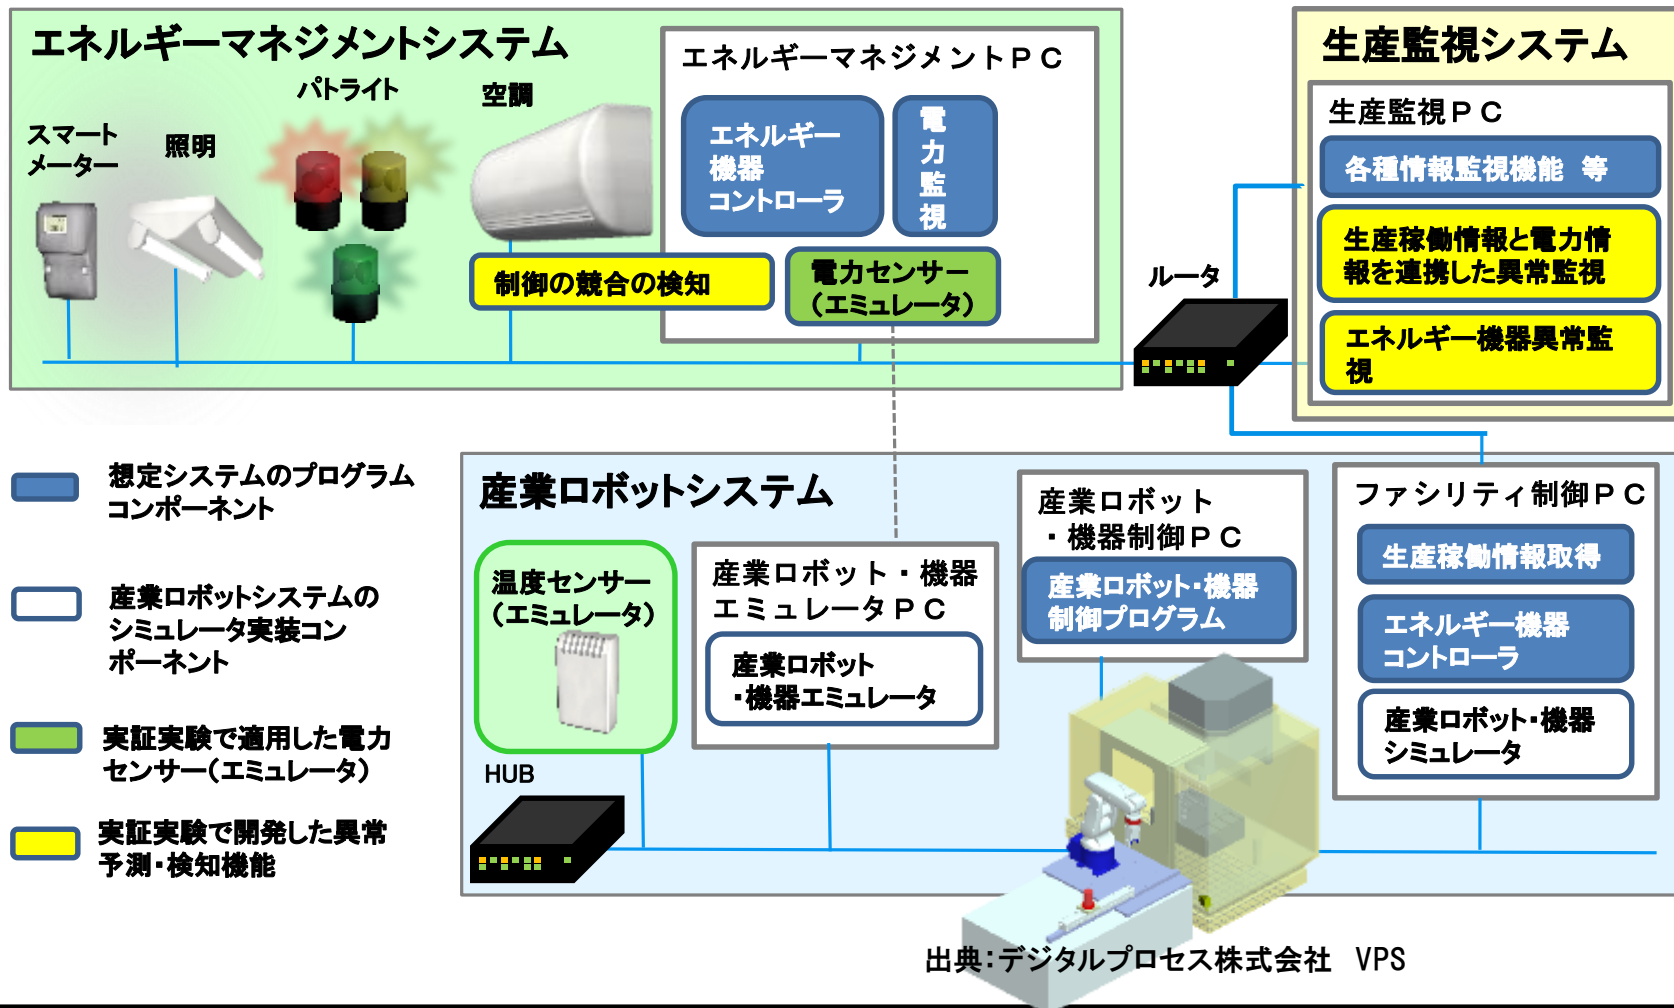 エネルギーマネジメントシステム
パトライト
空調
スマート
メーター
照明
エネルギーマネジメントＰＣ
エネルギー
機器
コントローラ
電
力
監
視
制御の競合の検知
電力センサー
（エミュレータ）
生産監視システム
生産監視ＰＣ
各種情報監視機能　等
生産稼働情報と電力情
報を連携した異常監視
エネルギー機器異常監
視
ルータ
想定システムのプログラム
コンポーネント
産業ロボットシステムの
シミュレータ実装コン
ポーネント
実証実験で適用した電力
センサー（エミュレータ）
実証実験で開発した異常
予測・検知機能
産業ロボットシステム
温度センサー
（エミュレータ）
HUB
産業ロボット・機器
エミュレータＰＣ
産業ロボット
・機器エミュレータ
産業ロボット
・機器制御ＰＣ
産業ロボット・機器
制御プログラム
ファシリティ制御ＰＣ
生産稼働情報取得
エネルギー機器
コントローラ
産業ロボット・機器
シミュレータ
出典：デジタルプロセス株式会社　VPS